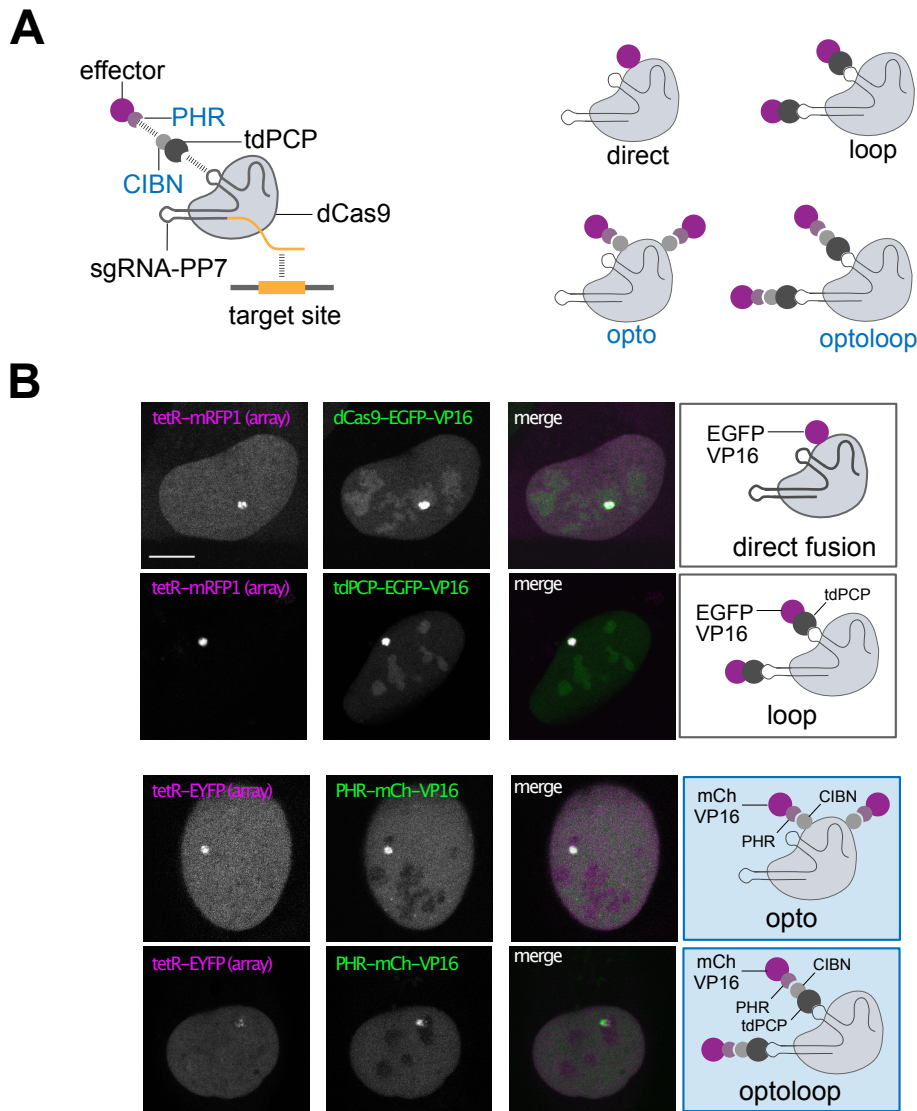 A
effector
PHR
tdPCP
CIBN
dCas9
sgRNA-PP7
target site
direct
loop
opto
optoloop
B
tetR–mRFP1 (array)
dCas9–EGFP–VP16
merge
EGFP
VP16
direct fusion
tetR–mRFP1 (array)
tdPCP–EGFP–VP16
merge
tdPCP
EGFP
VP16
loop
tetR–EYFP (array)
PHR–mCh–VP16
merge
mCh
VP16
CIBN
PHR
opto
tetR–EYFP (array)
PHR–mCh–VP16
merge
mCh
VP16
CIBN
PHR
tdPCP
optoloop